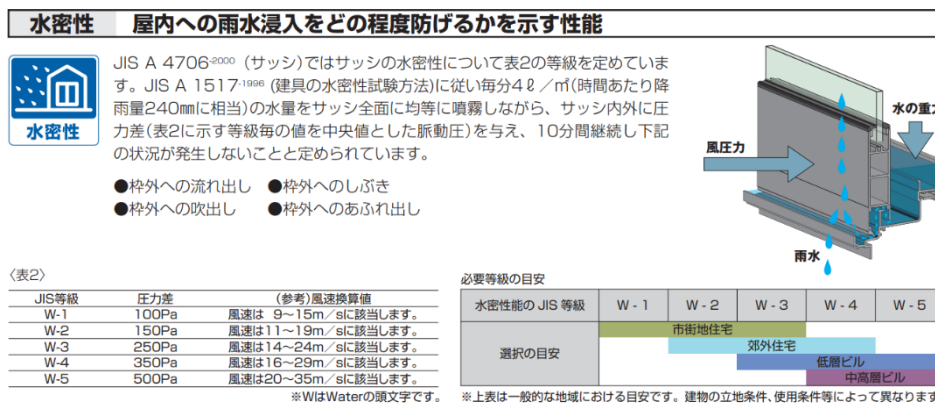 水密性 屋内への雨水浸入をどの程度防げるかを示す性能
水密性
JIS A 4706-2000 (サッシ)ではサッシの水密性について表2の等級を定めていま
す。JIS A 1517-1996 (建具の水密性試験方法)に従い毎分4ℓ/㎡(時間あたり降
雨量240㎜に相当)の水量をサッシ全面に均等に噴霧しながら、サッシ内外に圧
力差(表2に示す等級毎の値を中央値とした脈動圧)を与え、10分間継続し下記
の状況が発生しないことと定められています。
●枠外への流れ出し ●枠外へのしぶき
●枠外への吹出し ●枠外へのあふれ出し
風圧力
水の重力
雨水
〈表2〉
JIS等級 圧力差 (参考)風速換算値
W-1 100Pa 風速は 9〜15m/sに該当します。
W-2 150Pa 風速は11〜19m/sに該当します。
W-3 250Pa 風速は14〜24m/sに該当します。
W-4 350Pa 風速は16〜29m/sに該当します。
W-5 500Pa 風速は20〜35m/sに該当します。
※WはWaterの頭文字です。
必要等級の目安
水密性能の JIS 等級 W - 1 W - 2 W - 3 W - 4 W - 5
選択の目安
市街地住宅
郊外住宅
低層ビル
中高層ビル
※上表は一般的な地域における目安です。建物の立地条件、使用条件等によって異なります